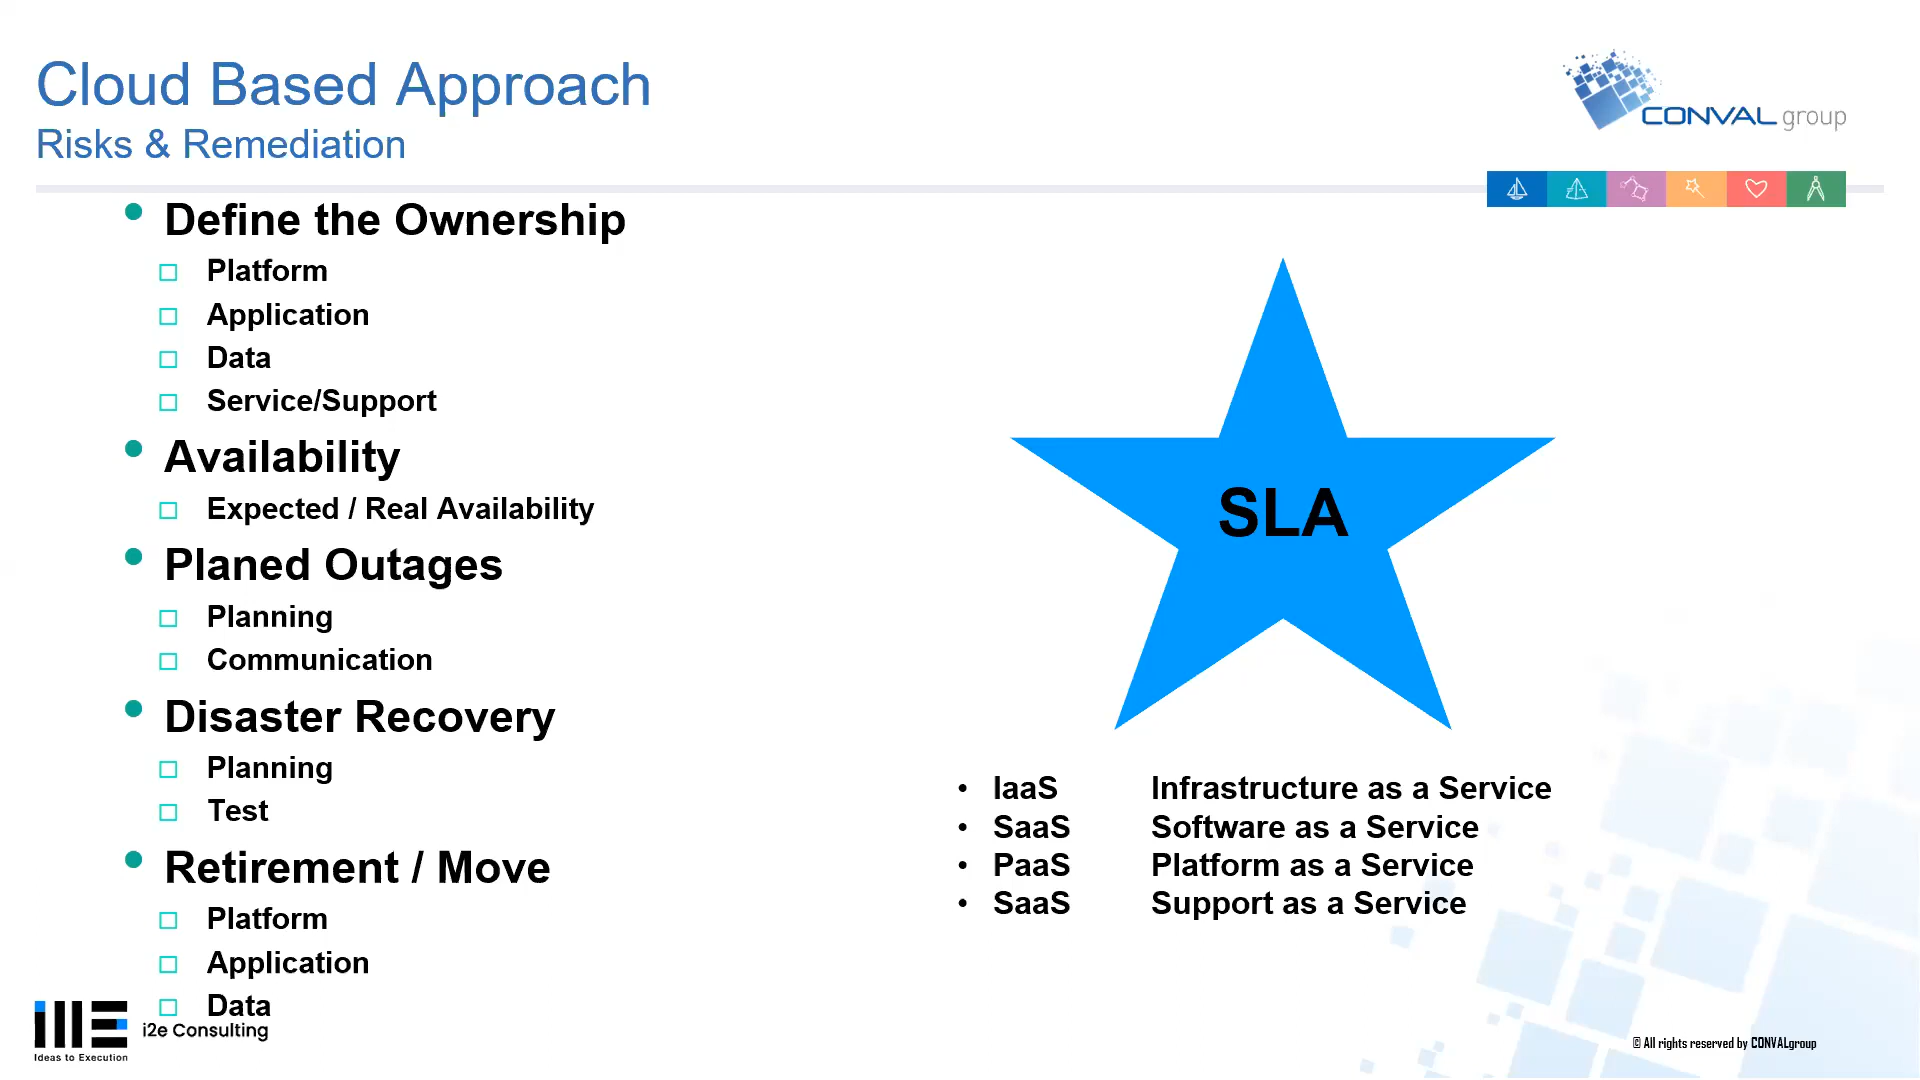 Cloud Based Approach
Risks & Remediation
CONVAL group
Define the Ownership
Platform
Application
Data
Service/Support
Availability
Expected / Real Availability
Planed Outages
Planning
Communication
Disaster Recovery
Planning
Test
Retirement / Move
Platform
Application
Data
SLA
• IaaS Infrastructure as a Service
• SaaS Software as a Service
• PaaS Platform as a Service
• SaaS Support as a Service
i2e Consulting
Ideas to Execution
© All rights reserved by CONVALgroup